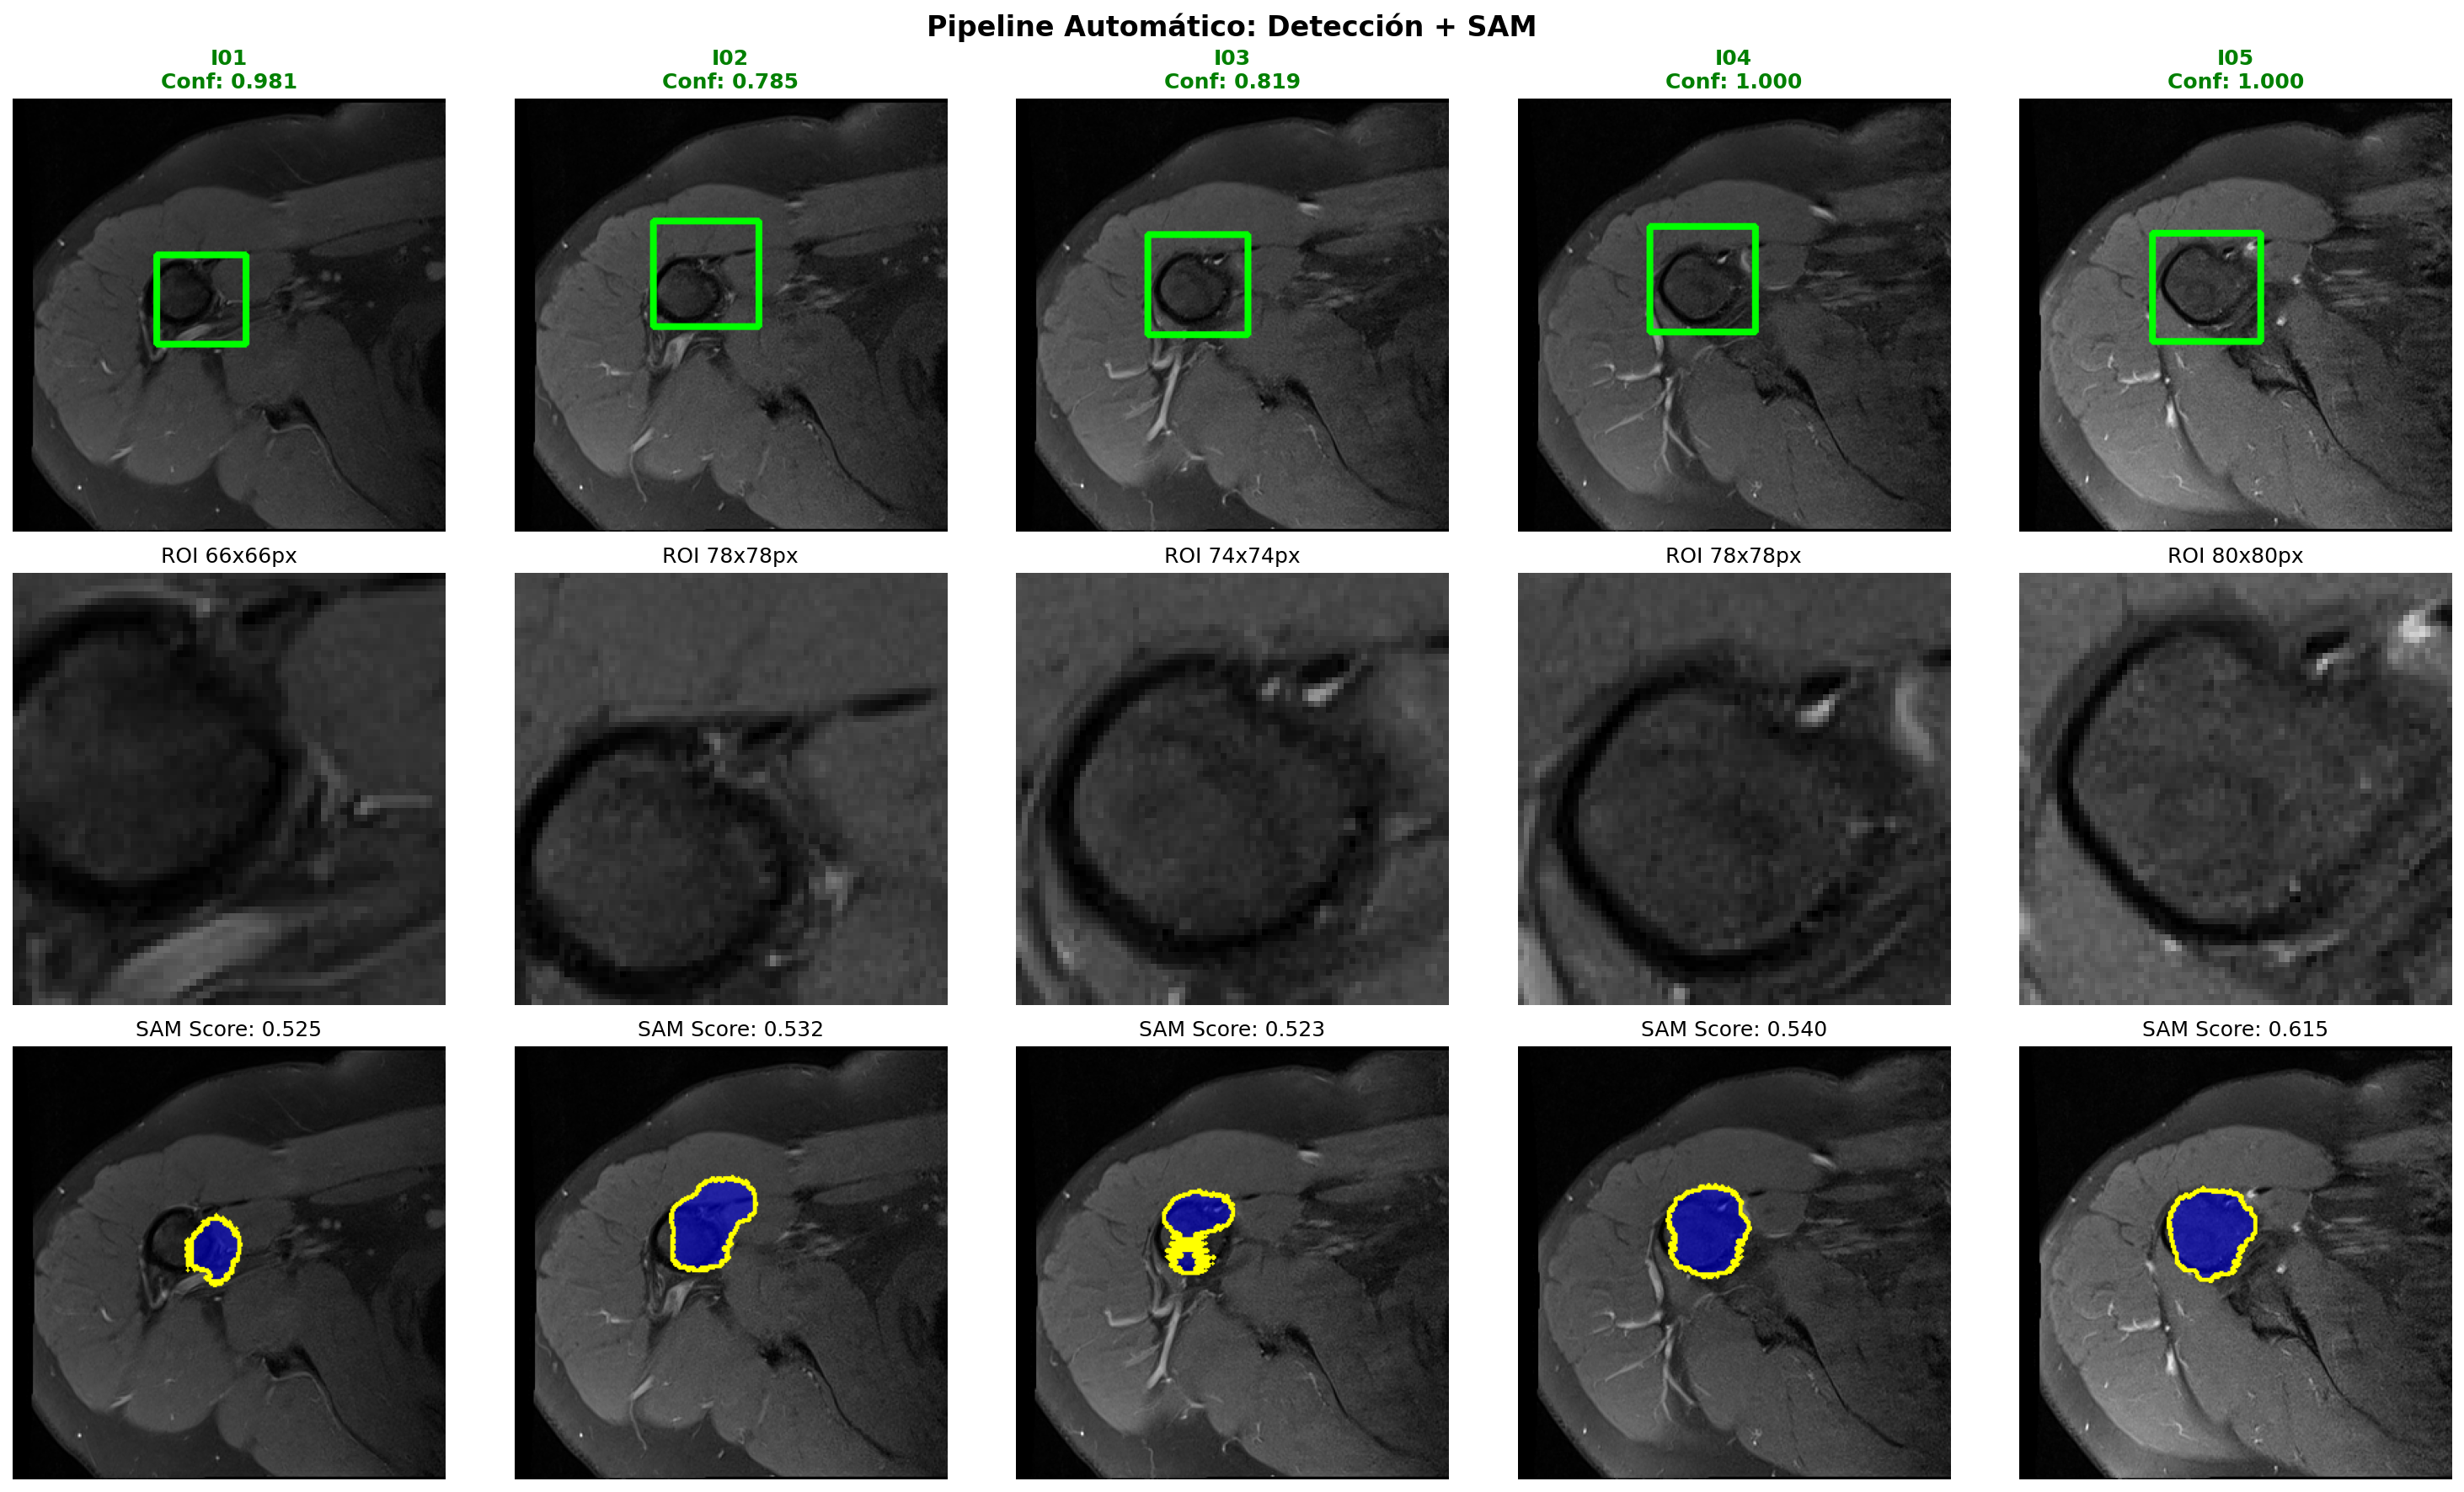 Pipeline Automático: Detección + SAM
I01
Conf: 0.981
I02
Conf: 0.785
I03
Conf: 0.819
I04
Conf: 1.000
I05
Conf: 1.000
ROI 66x66px
ROI 78x78px
ROI 74x74px
ROI 78x78px
ROI 80x80px
SAM Score: 0.525
SAM Score: 0.532
SAM Score: 0.523
SAM Score: 0.540
SAM Score: 0.615